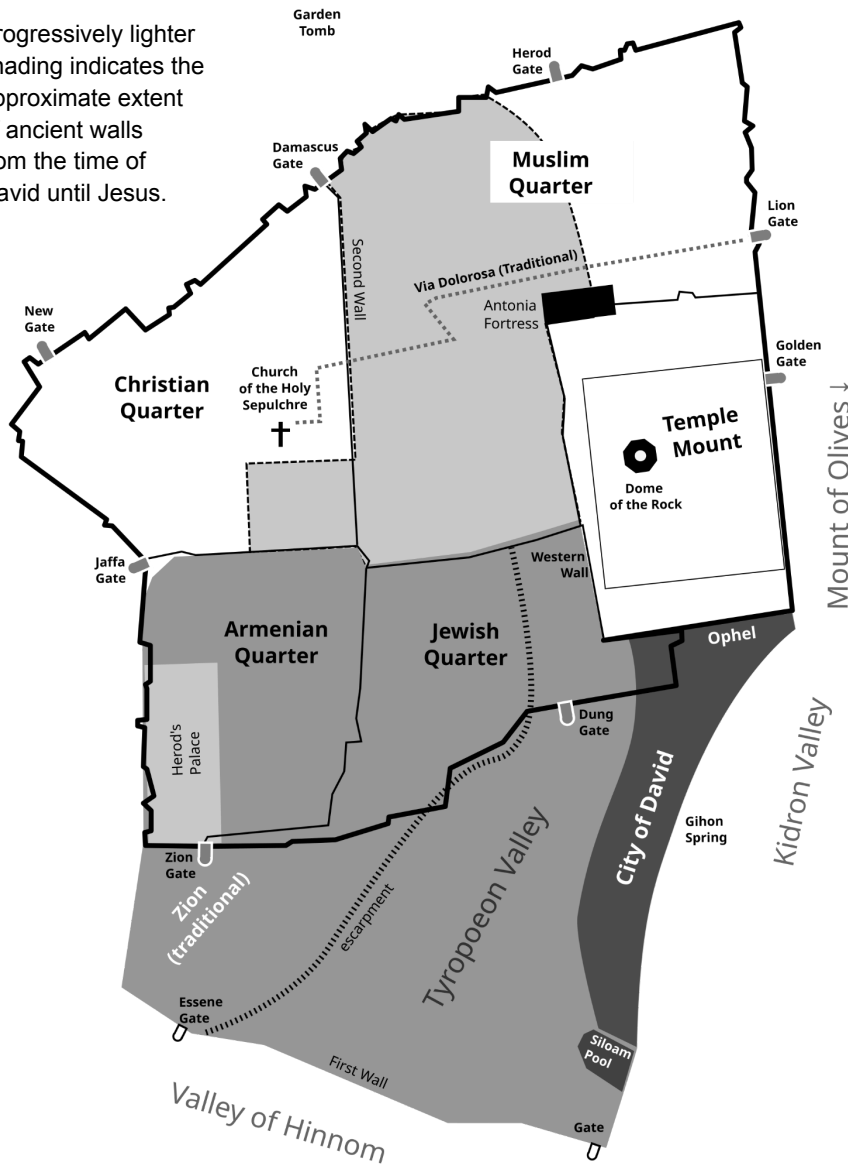 Garden
Tomb
rogressively lighter
hading indicates the
pproximate extent
ancient walls
om the time of
avid until Jesus.
Herod
Gate
Damascus
Gate
Muslim
Quarter
Lion
Gate
Second Wall
Via Dolorosa (Traditional)
Antonia
Fortress
New
Gate
Golden
Gate
Church
of the Holy
Sepulchre
Christian
Quarter
Temple
Mount
Mount of Olives ↓
Dome
of the Rock
Jaffa
Gate
Western
Wall
Armenian
Quarter
Jewish
Quarter
Ophel
Herod's
Palace
Dung
Gate
City of David
Gihon
Spring
Kidron Valley
Zion
Gate
Zion
(traditional)
escarpment
Tyropoeon Valley
Essene
Gate
Siloam
Pool
First Wall
Valley of Hinnom
Gate